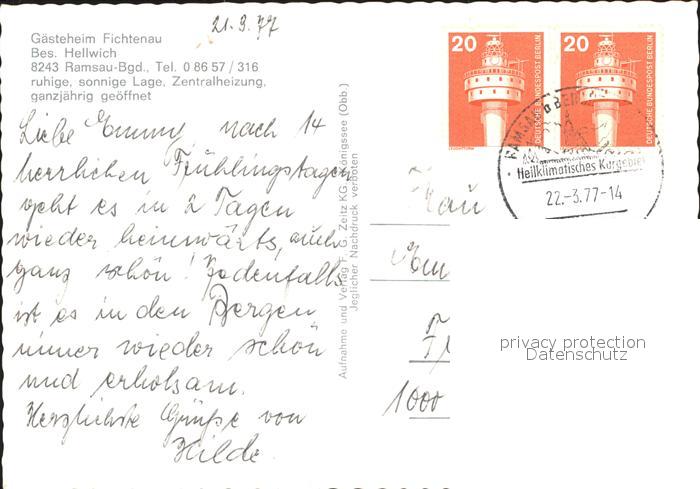 21.3.77
Gästeheim Fichtenau
Bes. Hellwich
8243 Ramsau-Bgd., Tel. 0 86 57 / 316
ruhige, sonnige Lage, Zentralheizung,
ganzjährig geöffnet
Liebe Emmy, nach 14
herrlichen Frühlingstagen
geht es in 2 Tagen
wieder heimwärts, auch
ganz schön! Jedenfalls
ist es in den Bergen
immer wieder schön
und erholsam.
Herzlichste Grüße von
Hilde.
Aufnahme und Verlag F. G. Zeitz KG., Königssee (Obb.)
Jeglicher Nachdruck verboten
20
DEUTSCHE BUNDESPOST BERLIN
20
DEUTSCHE BUNDESPOST BERLIN
RAMSAU b BE
Heilklimatisches Kurgebiet
22.-3.77-14
Frau
Em
1000
privacy protection
Datenschutz